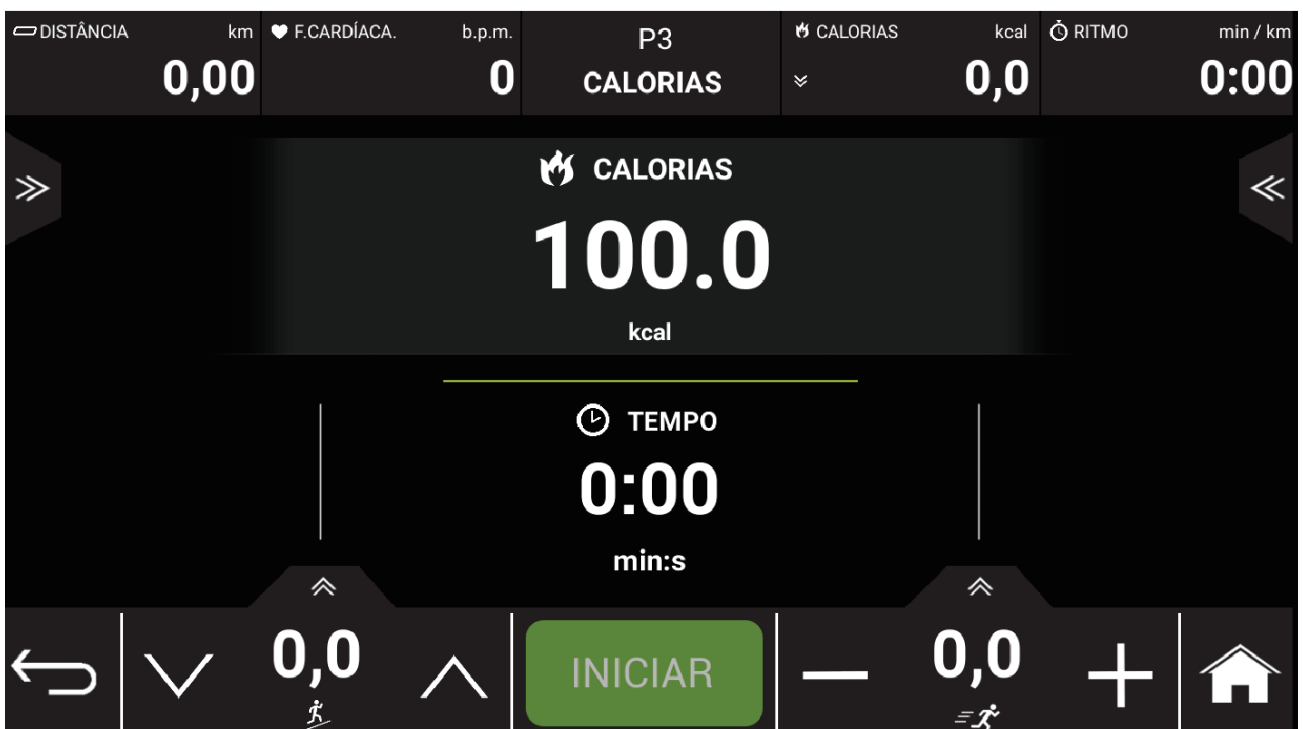 DISTÂNCIA km
0,00
F.CARDÍACA. b.p.m.
0
P3
CALORIAS
CALORIAS kcal
0,0
RITMO min / km
0:00
CALORIAS
100.0
kcal
TEMPO
0:00
min:s
0,0
INICIAR
0,0